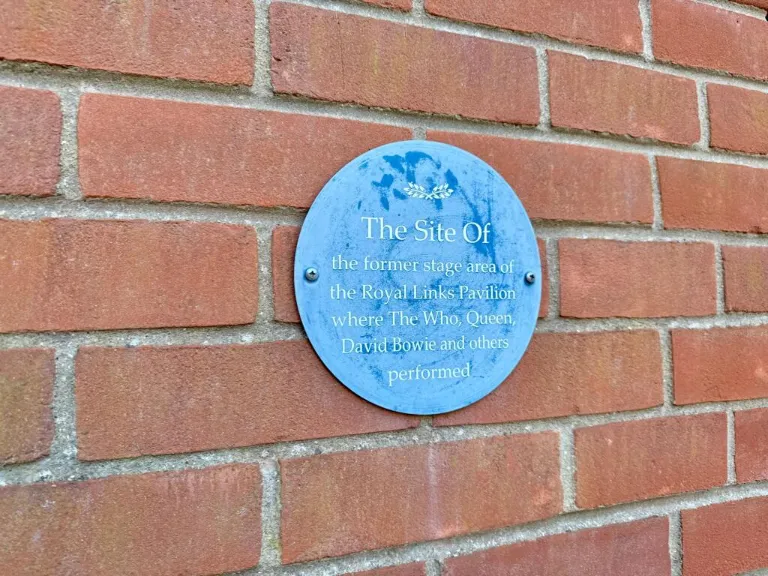 The Site Of
the former stage area of
the Royal Links Pavilion
where The Who, Queen,
David Bowie and others
performed